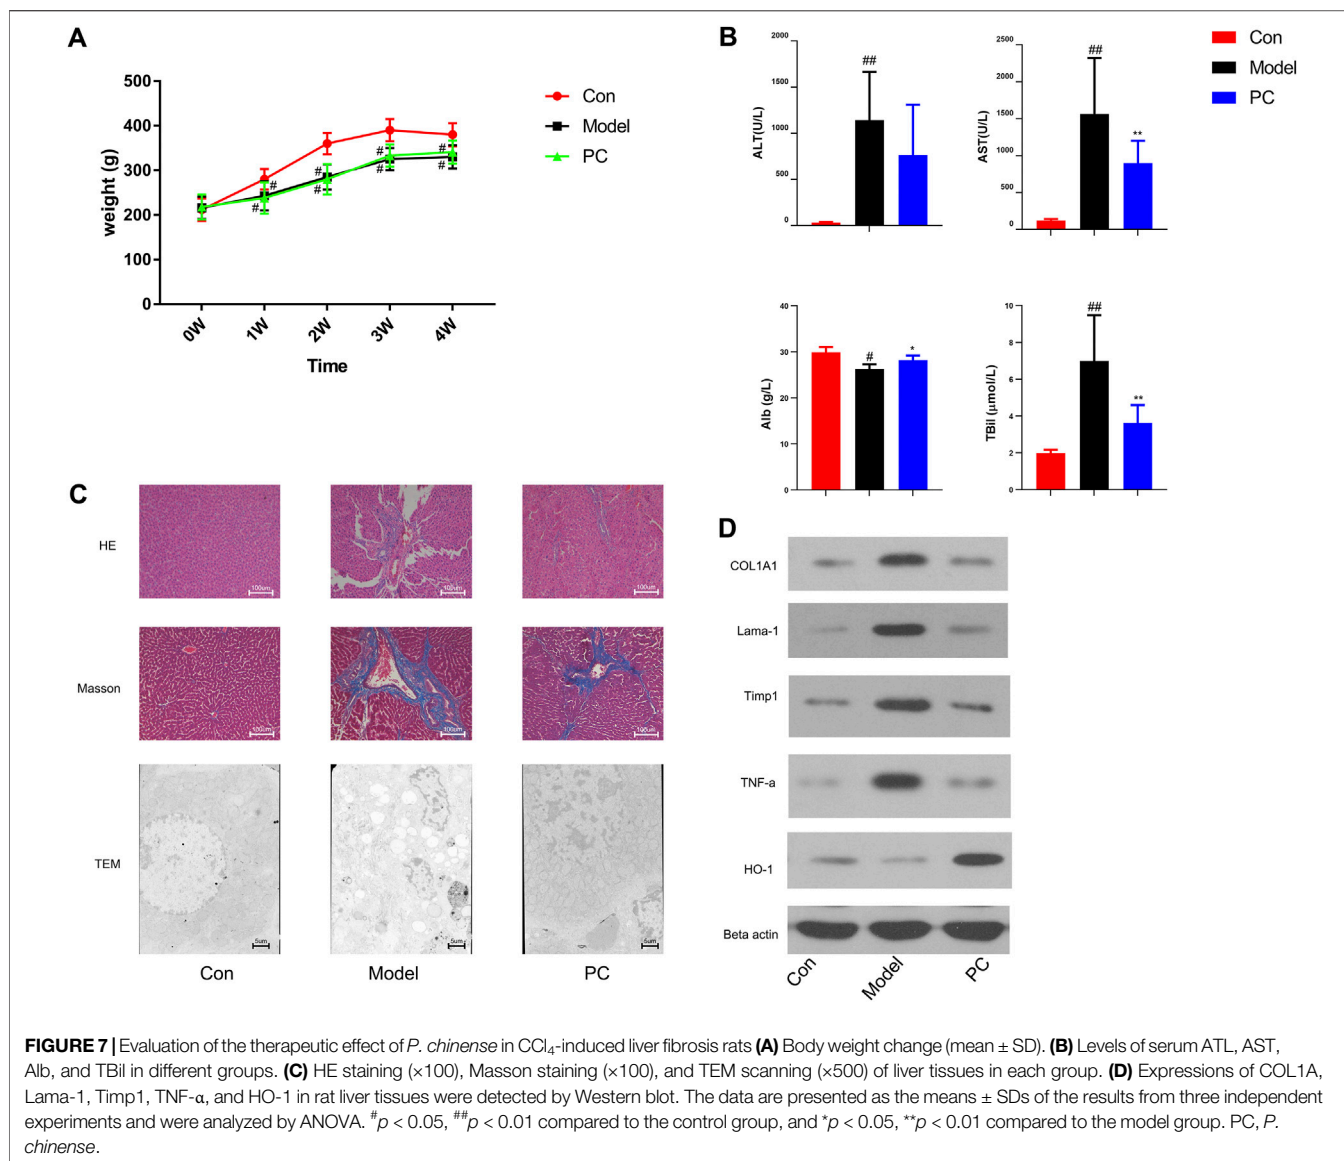 A
500
400
300
200
100
0
weight (g)
0W
1W
2W
3W
4W
Time
Con
Model
PC
#
#
#
#
#
#
#
#
B
2000
1500
1000
500
0
ALT(U/L)
##
2500
2000
1500
1000
500
0
AST(U/L)
##
**
Con
Model
PC
40
30
20
10
0
Alb (g/L)
#
*
10
8
6
4
2
0
TBil (μmol/L)
##
**
C
HE
100um
100um
100um
Masson
100um
100um
100um
TEM
5um
5um
5um
Con
Model
PC
D
COL1A1
Lama-1
Timp1
TNF-a
HO-1
Beta actin
Con
Model
PC
FIGURE 7 | Evaluation of the therapeutic effect of P. chinense in CCl₄-induced liver fibrosis rats (A) Body weight change (mean ± SD). (B) Levels of serum ATL, AST,
Alb, and TBil in different groups. (C) HE staining (×100), Masson staining (×100), and TEM scanning (×500) of liver tissues in each group. (D) Expressions of COL1A,
Lama-1, Timp1, TNF-α, and HO-1 in rat liver tissues were detected by Western blot. The data are presented as the means ± SDs of the results from three independent
experiments and were analyzed by ANOVA. #p < 0.05, ##p < 0.01 compared to the control group, and *p < 0.05, **p < 0.01 compared to the model group. PC, P.
chinense.